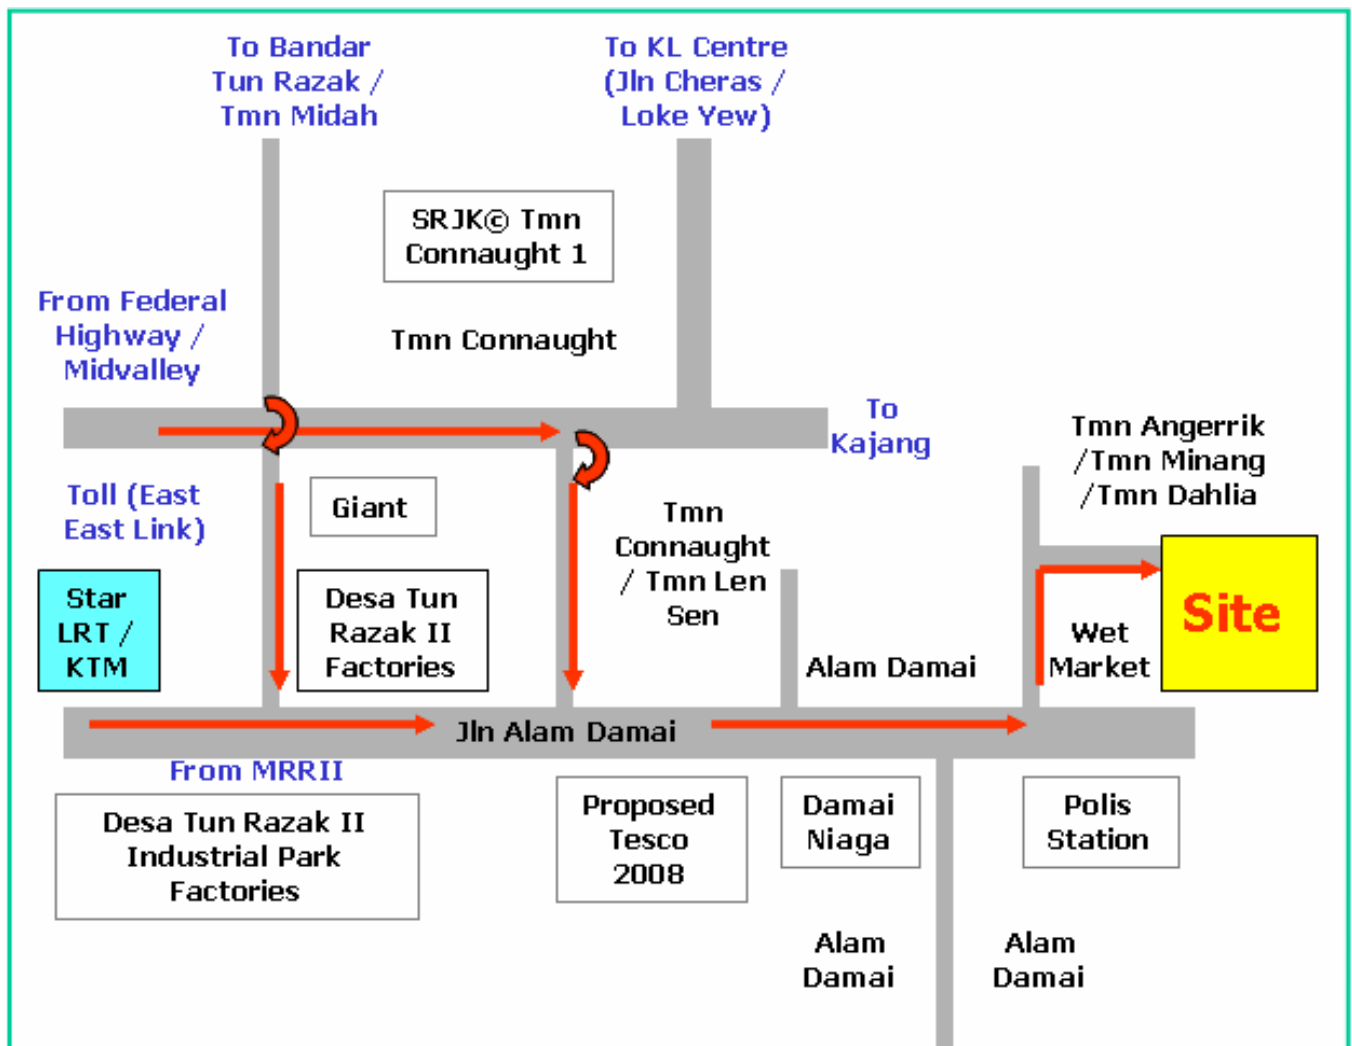 To Bandar
Tun Razak /
Tmn Midah
To KL Centre
(Jln Cheras /
Loke Yew)
SRJK© Tmn
Connaught 1
From Federal
Highway /
Midvalley
Tmn Connaught
To
Kajang
Tmn Angerrik
/Tmn Minang
/Tmn Dahlia
Toll (East
East Link)
Giant
Tmn
Connaught
/ Tmn Len
Sen
Star
LRT /
KTM
Desa Tun
Razak II
Factories
Alam Damai
Wet
Market
Site
Jln Alam Damai
From MRRII
Desa Tun Razak II
Industrial Park
Factories
Proposed
Tesco
2008
Damai
Niaga
Polis
Station
Alam
Damai
Alam
Damai